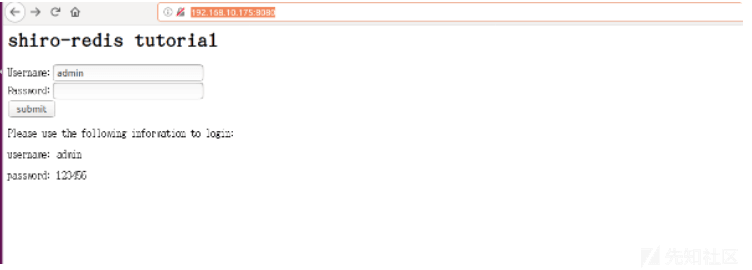 192.168.10.175:8080
shiro-redis tutorial
Username: admin
Password:
submit
Please use the following information to login:
username: admin
password: 123456
先知社区